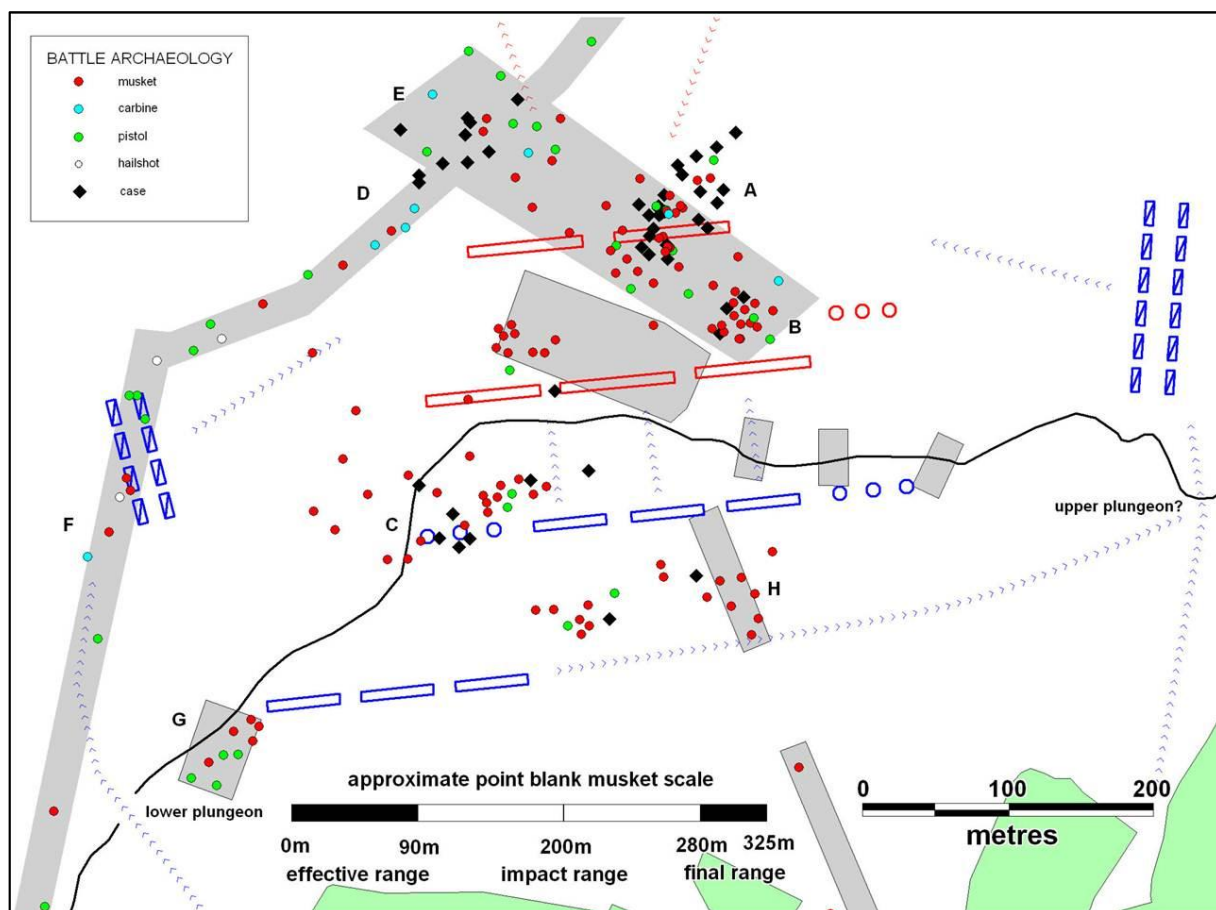 BATTLE ARCHAEOLOGY
musket
carbine
pistol
hailshot
case
E
D
A
B
F
C
upper plungeon?
H
G
lower plungeon
approximate point blank musket scale
0m 90m 200m 280m 325m
effective range impact range final range
0 100 200
metres